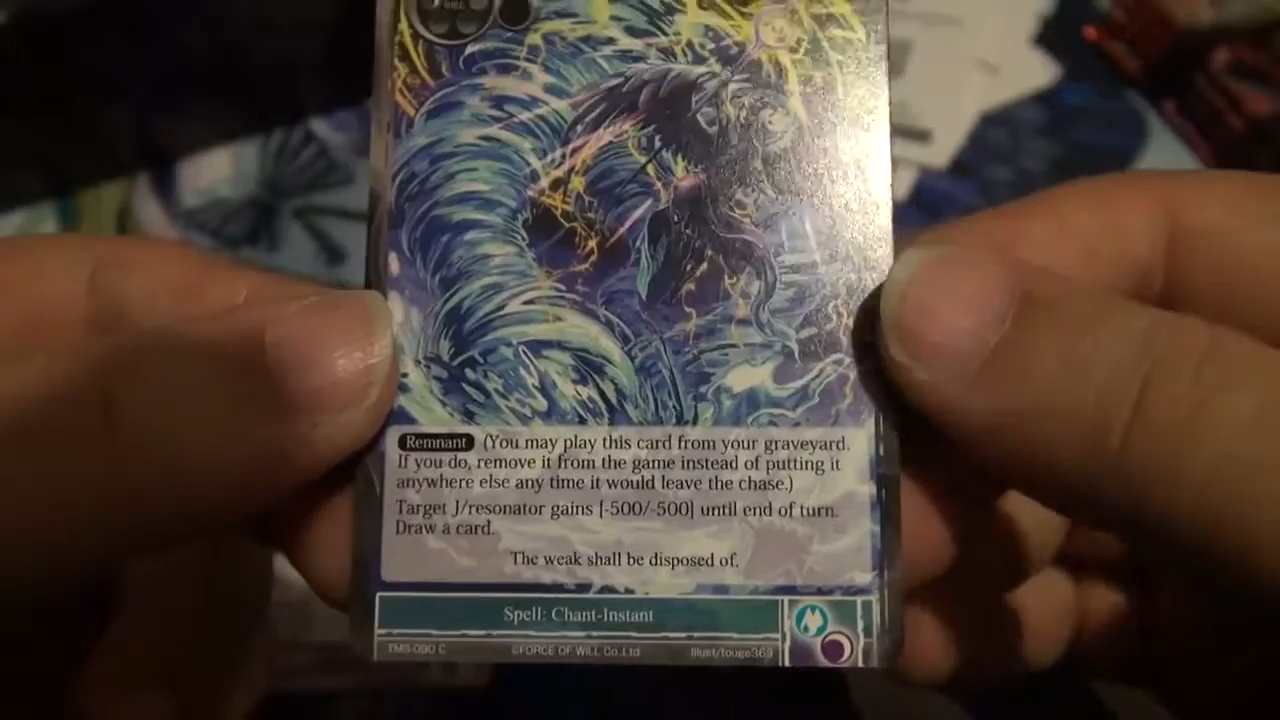 Remnant (You may play this card from your graveyard.
If you do, remove it from the game instead of putting it
anywhere else any time it would leave the chase.)
Target J/resonator gains [-500/-500] until end of turn.
Draw a card.
The weak shall be disposed of.
Spell: Chant-Instant
TMS-090 C ©FORCE OF WILL Co.,Ltd Illust/touge369